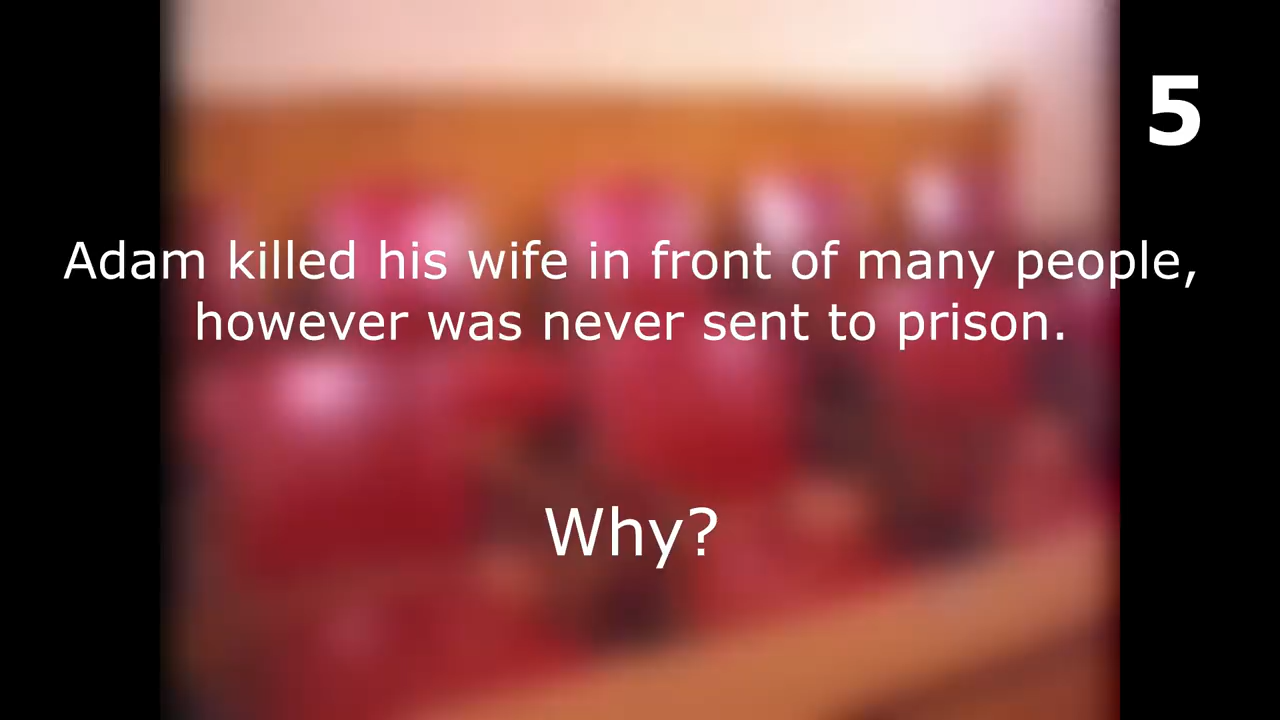 5
Adam killed his wife in front of many people,
however was never sent to prison.
Why?